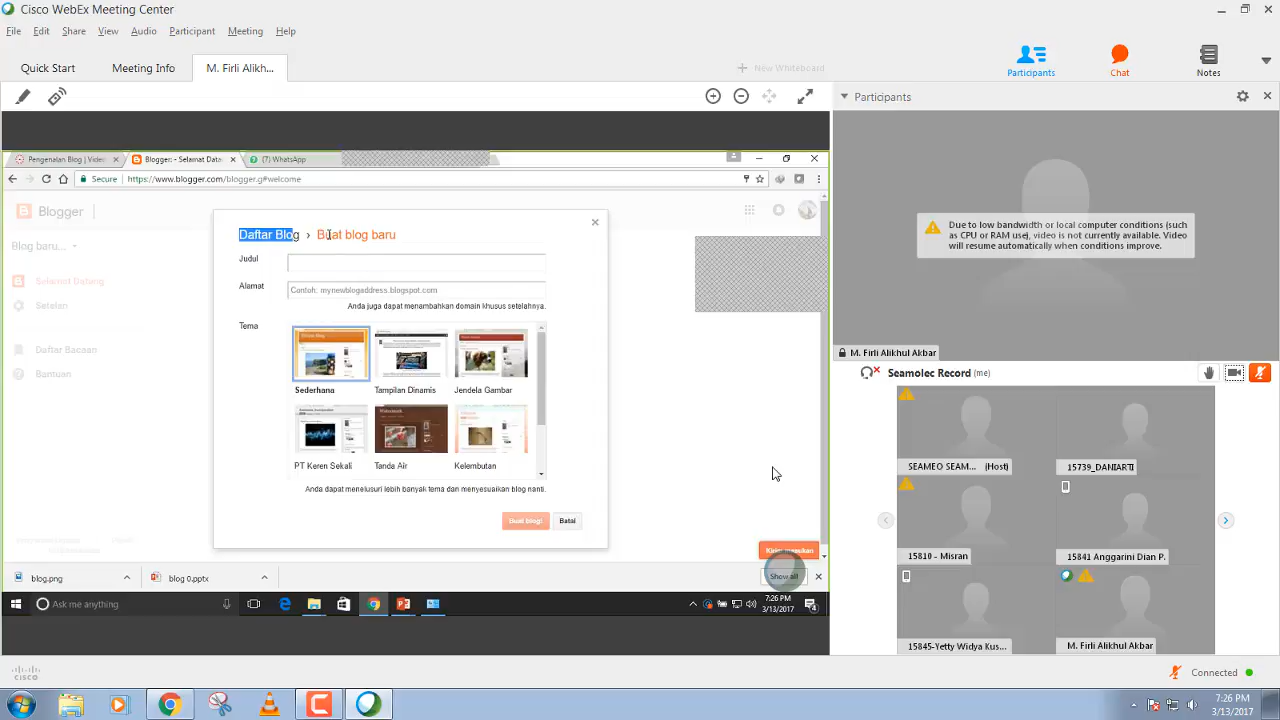 Cisco WebEx Meeting Center
File Edit Share View Audio Participant Meeting Help
Quick Start Meeting Info M. Firli Alikh...
New Whiteboard
Participants Chat Notes
Participants
Pengenalan Blog | Video
Blogger: - Selamat Data
(7) WhatsApp
Secure https://www.blogger.com/blogger.g#welcome
Blogger
Blog baru...
Selamat Datang
Setelan
Daftar Bacaan
Bantuan
Daftar Blog › Buat blog baru
Judul
Alamat Contoh: mynewblogaddress.blogspot.com
Anda juga dapat menambahkan domain khusus setelahnya.
Tema
Sederhana Tampilan Dinamis Jendela Gambar
PT Keren Sekali Tanda Air Kelembutan
Anda dapat menelusuri lebih banyak tema dan menyesuaikan blog nanti.
Buat blog! Batal
Kirim masukan
blog.png blog 0.pptx Show all
Ask me anything
7:26 PM
3/13/2017
Due to low bandwidth or local computer conditions (such
as CPU or RAM use), video is not currently available. Video
will resume automatically when conditions improve.
M. Firli Alikhul Akbar
Seamolec Record (me)
SEAMEO SEAM... (Host)
15739_DANIARTI
15810 - Misran
15841 Anggarini Dian P.
15845-Yetty Widya Kus...
M. Firli Alikhul Akbar
Connected
7:26 PM
3/13/2017